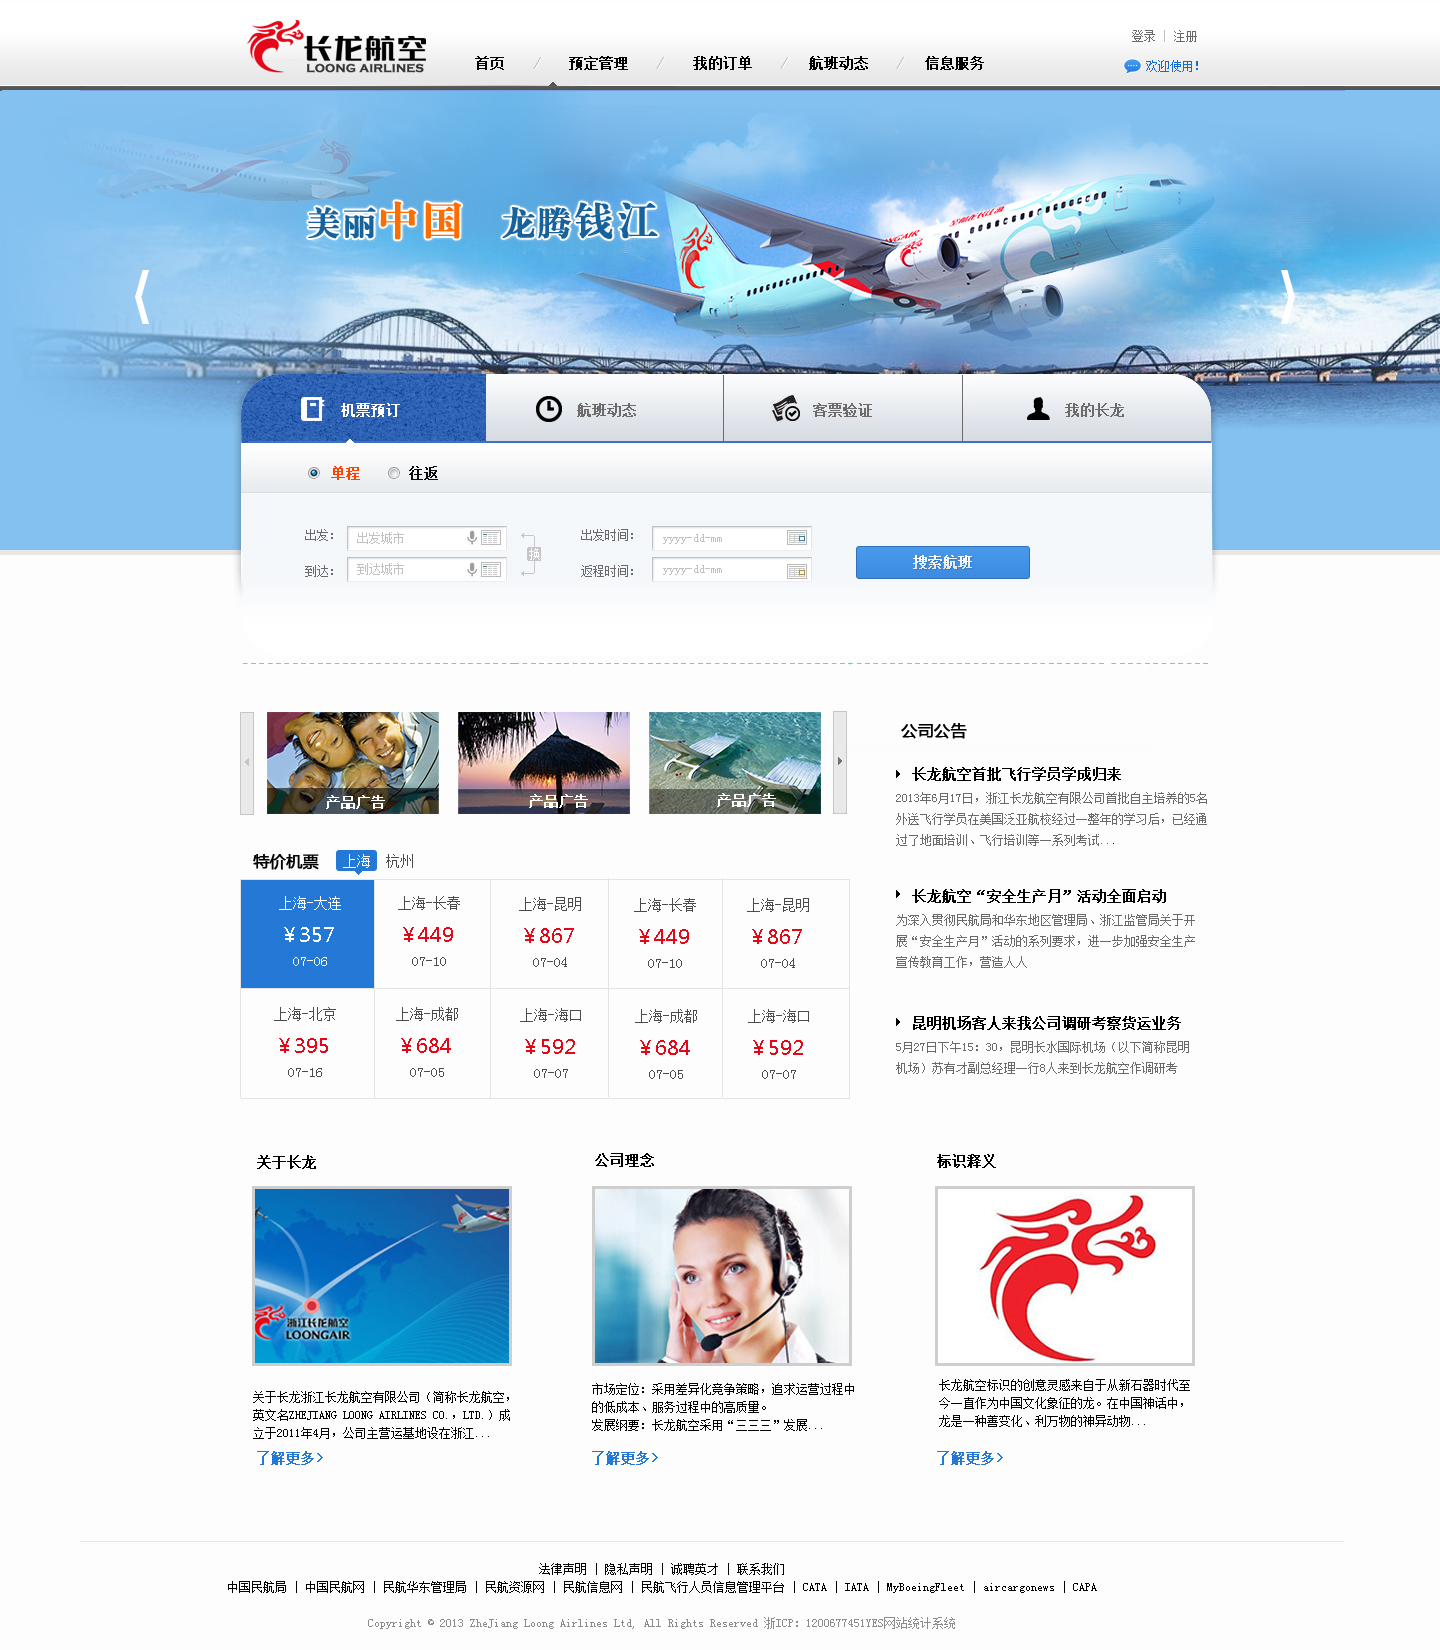 长龙航空
LOONG AIRLINES
首页
预定管理
我的订单
航班动态
信息服务
登录 | 注册
欢迎使用!
美丽中国 龙腾钱江
机票预订
航班动态
客票验证
我的长龙
单程
往返
出发：
出发城市
到达：
到达城市
换
出发时间：
yyyy-dd-mm
返程时间：
yyyy-dd-mm
搜索航班
产品广告
产品广告
产品广告
特价机票
上海
杭州
上海-大连
¥357
07-06
上海-长春
¥449
07-10
上海-昆明
¥867
07-04
上海-长春
¥449
07-10
上海-昆明
¥867
07-04
上海-北京
¥395
07-16
上海-成都
¥684
07-05
上海-海口
¥592
07-07
上海-成都
¥684
07-05
上海-海口
¥592
07-07
公司公告
长龙航空首批飞行学员学成归来
2013年6月17日，浙江长龙航空有限公司首批自主培养的5名
外送飞行学员在美国泛亚航校经过一整年的学习后，已经通
过了地面培训、飞行培训等一系列考试...
长龙航空“安全生产月”活动全面启动
为深入贯彻民航局和华东地区管理局、浙江监管局关于开
展“安全生产月”活动的系列要求，进一步加强安全生产
宣传教育工作，营造人人
昆明机场客人来我公司调研考察货运业务
5月27日下午15：30，昆明长水国际机场（以下简称昆明
机场）苏有才副总经理一行8人来到长龙航空作调研考
关于长龙
浙江长龙航空
LOONGAIR
关于长龙浙江长龙航空有限公司（简称长龙航空，
英文名ZHEJIANG LOONG AIRLINES CO.，LTD.）成
立于2011年4月，公司主营运基地设在浙江...
了解更多>
公司理念
市场定位：采用差异化竞争策略，追求运营过程中
的低成本、服务过程中的高质量。
发展纲要：长龙航空采用“三三三”发展...
了解更多>
标识释义
长龙航空标识的创意灵感来自于从新石器时代至
今一直作为中国文化象征的龙。在中国神话中，
龙是一种善变化、利万物的神异动物...
了解更多>
法律声明 | 隐私声明 | 诚聘英才 | 联系我们
中国民航局 | 中国民航网 | 民航华东管理局 | 民航资源网 | 民航信息网 | 民航飞行人员信息管理平台 | CATA | IATA | MyBoeingFleet | aircargonews | CAPA
Copyright © 2013 ZheJiang Loong Airlines Ltd, All Rights Reserved 浙ICP：1200677451YES网站统计系统